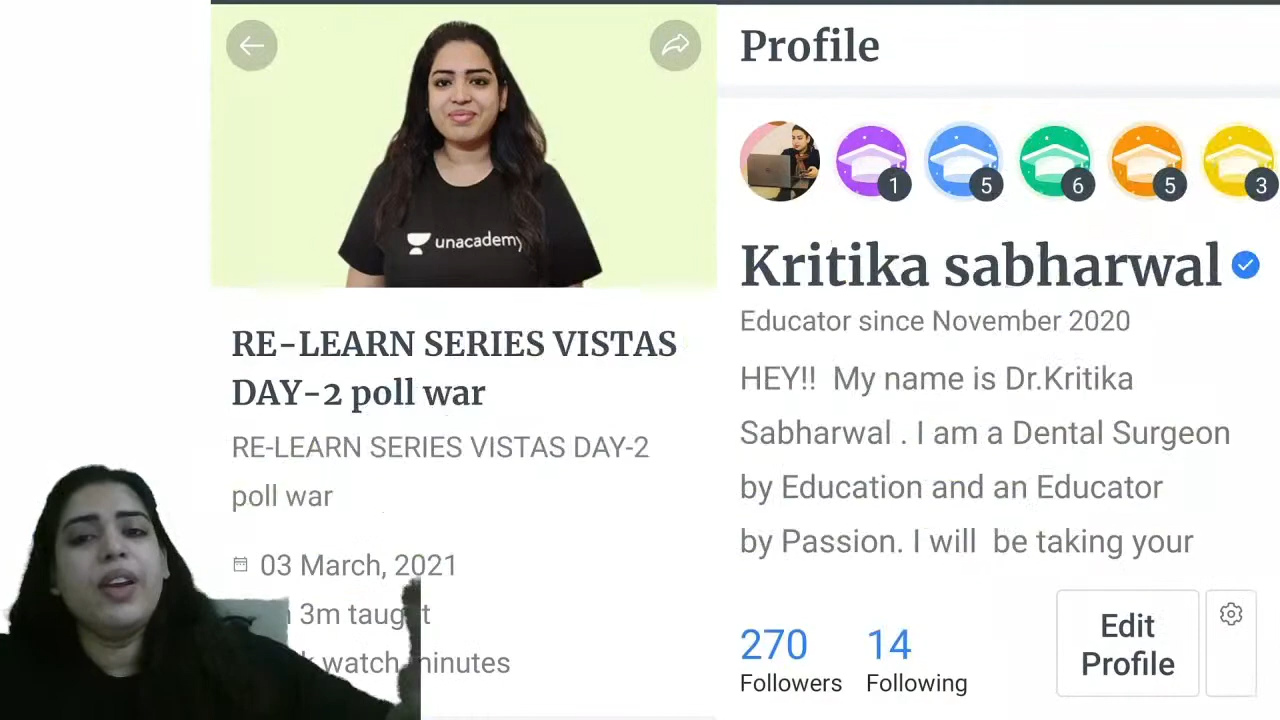 unacademy
RE-LEARN SERIES VISTAS
DAY-2 poll war
RE-LEARN SERIES VISTAS DAY-2
poll war
03 March, 2021
3m taught
watch minutes
Profile
1
5
6
5
3
Kritika sabharwal
Educator since November 2020
HEY!! My name is Dr.Kritika
Sabharwal . I am a Dental Surgeon
by Education and an Educator
by Passion. I will be taking your
270
Followers
14
Following
Edit
Profile